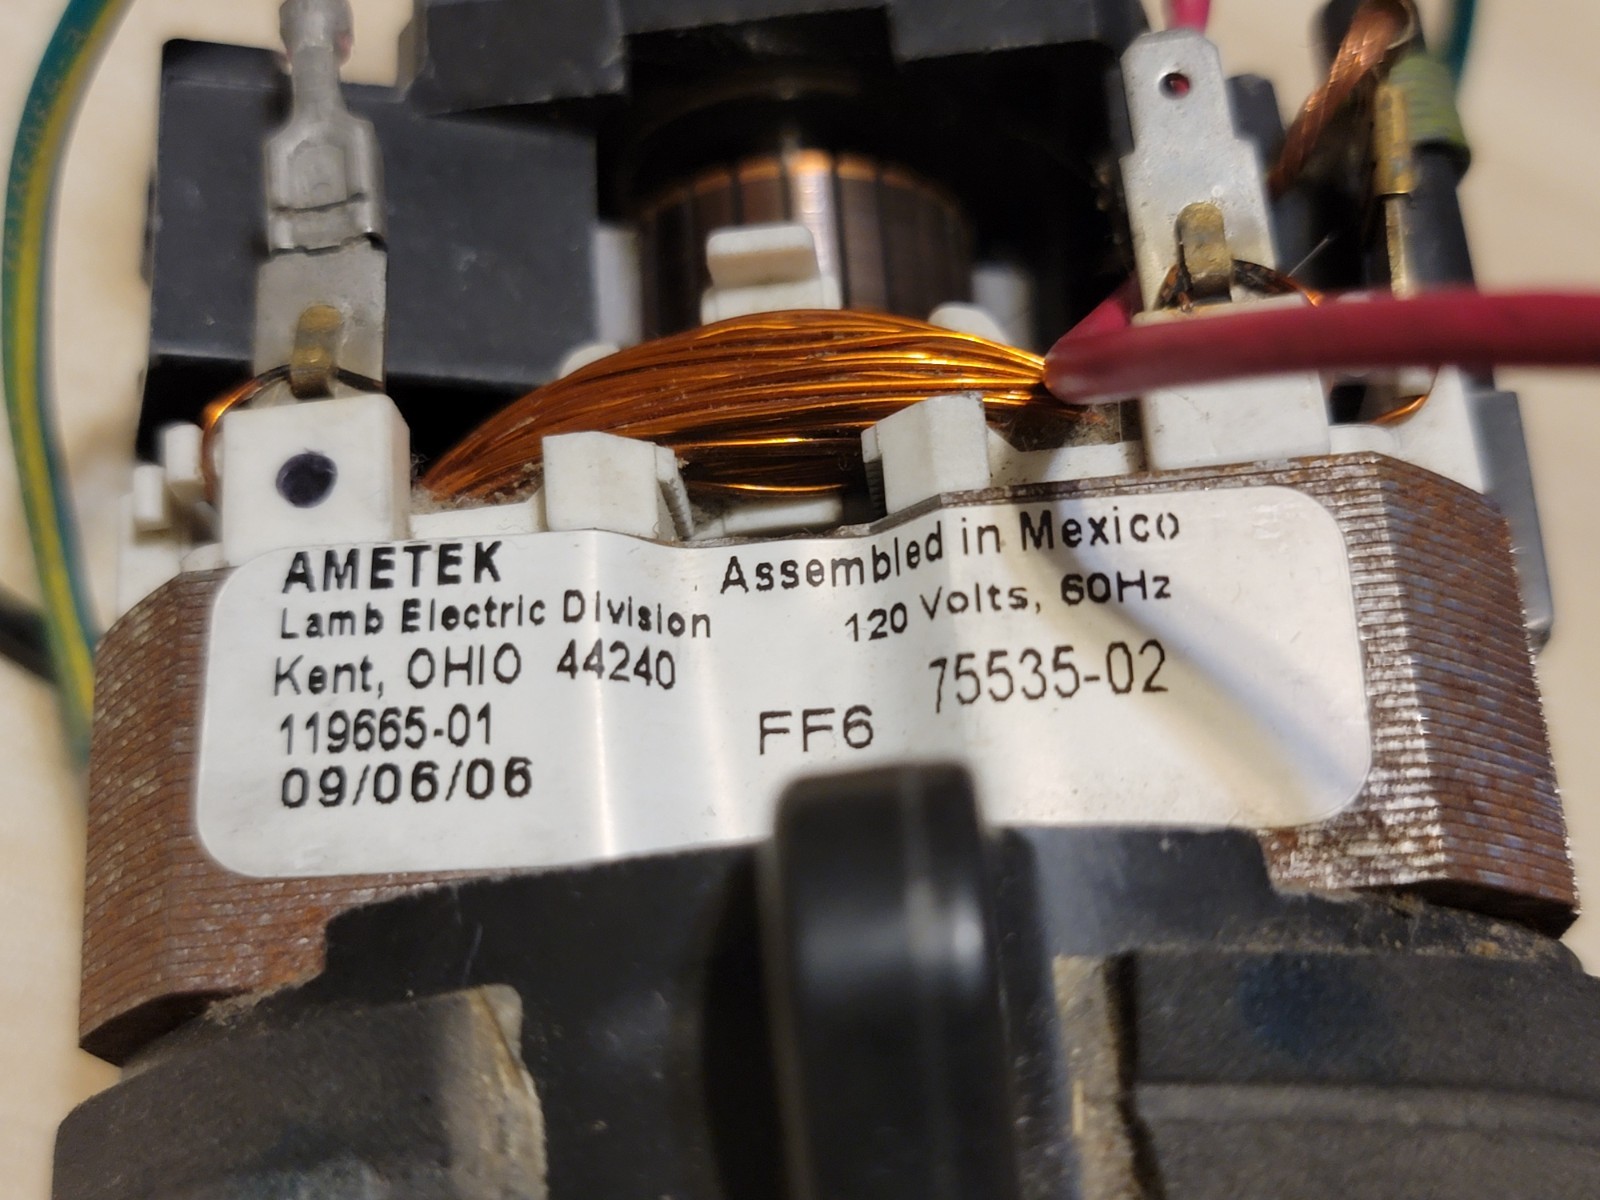 AMETEK
Lamb Electric Division
Kent, OHIO 44240
119665-01
09/06/06
Assembled in Mexico
120 Volts, 60Hz
75535-02
FF6